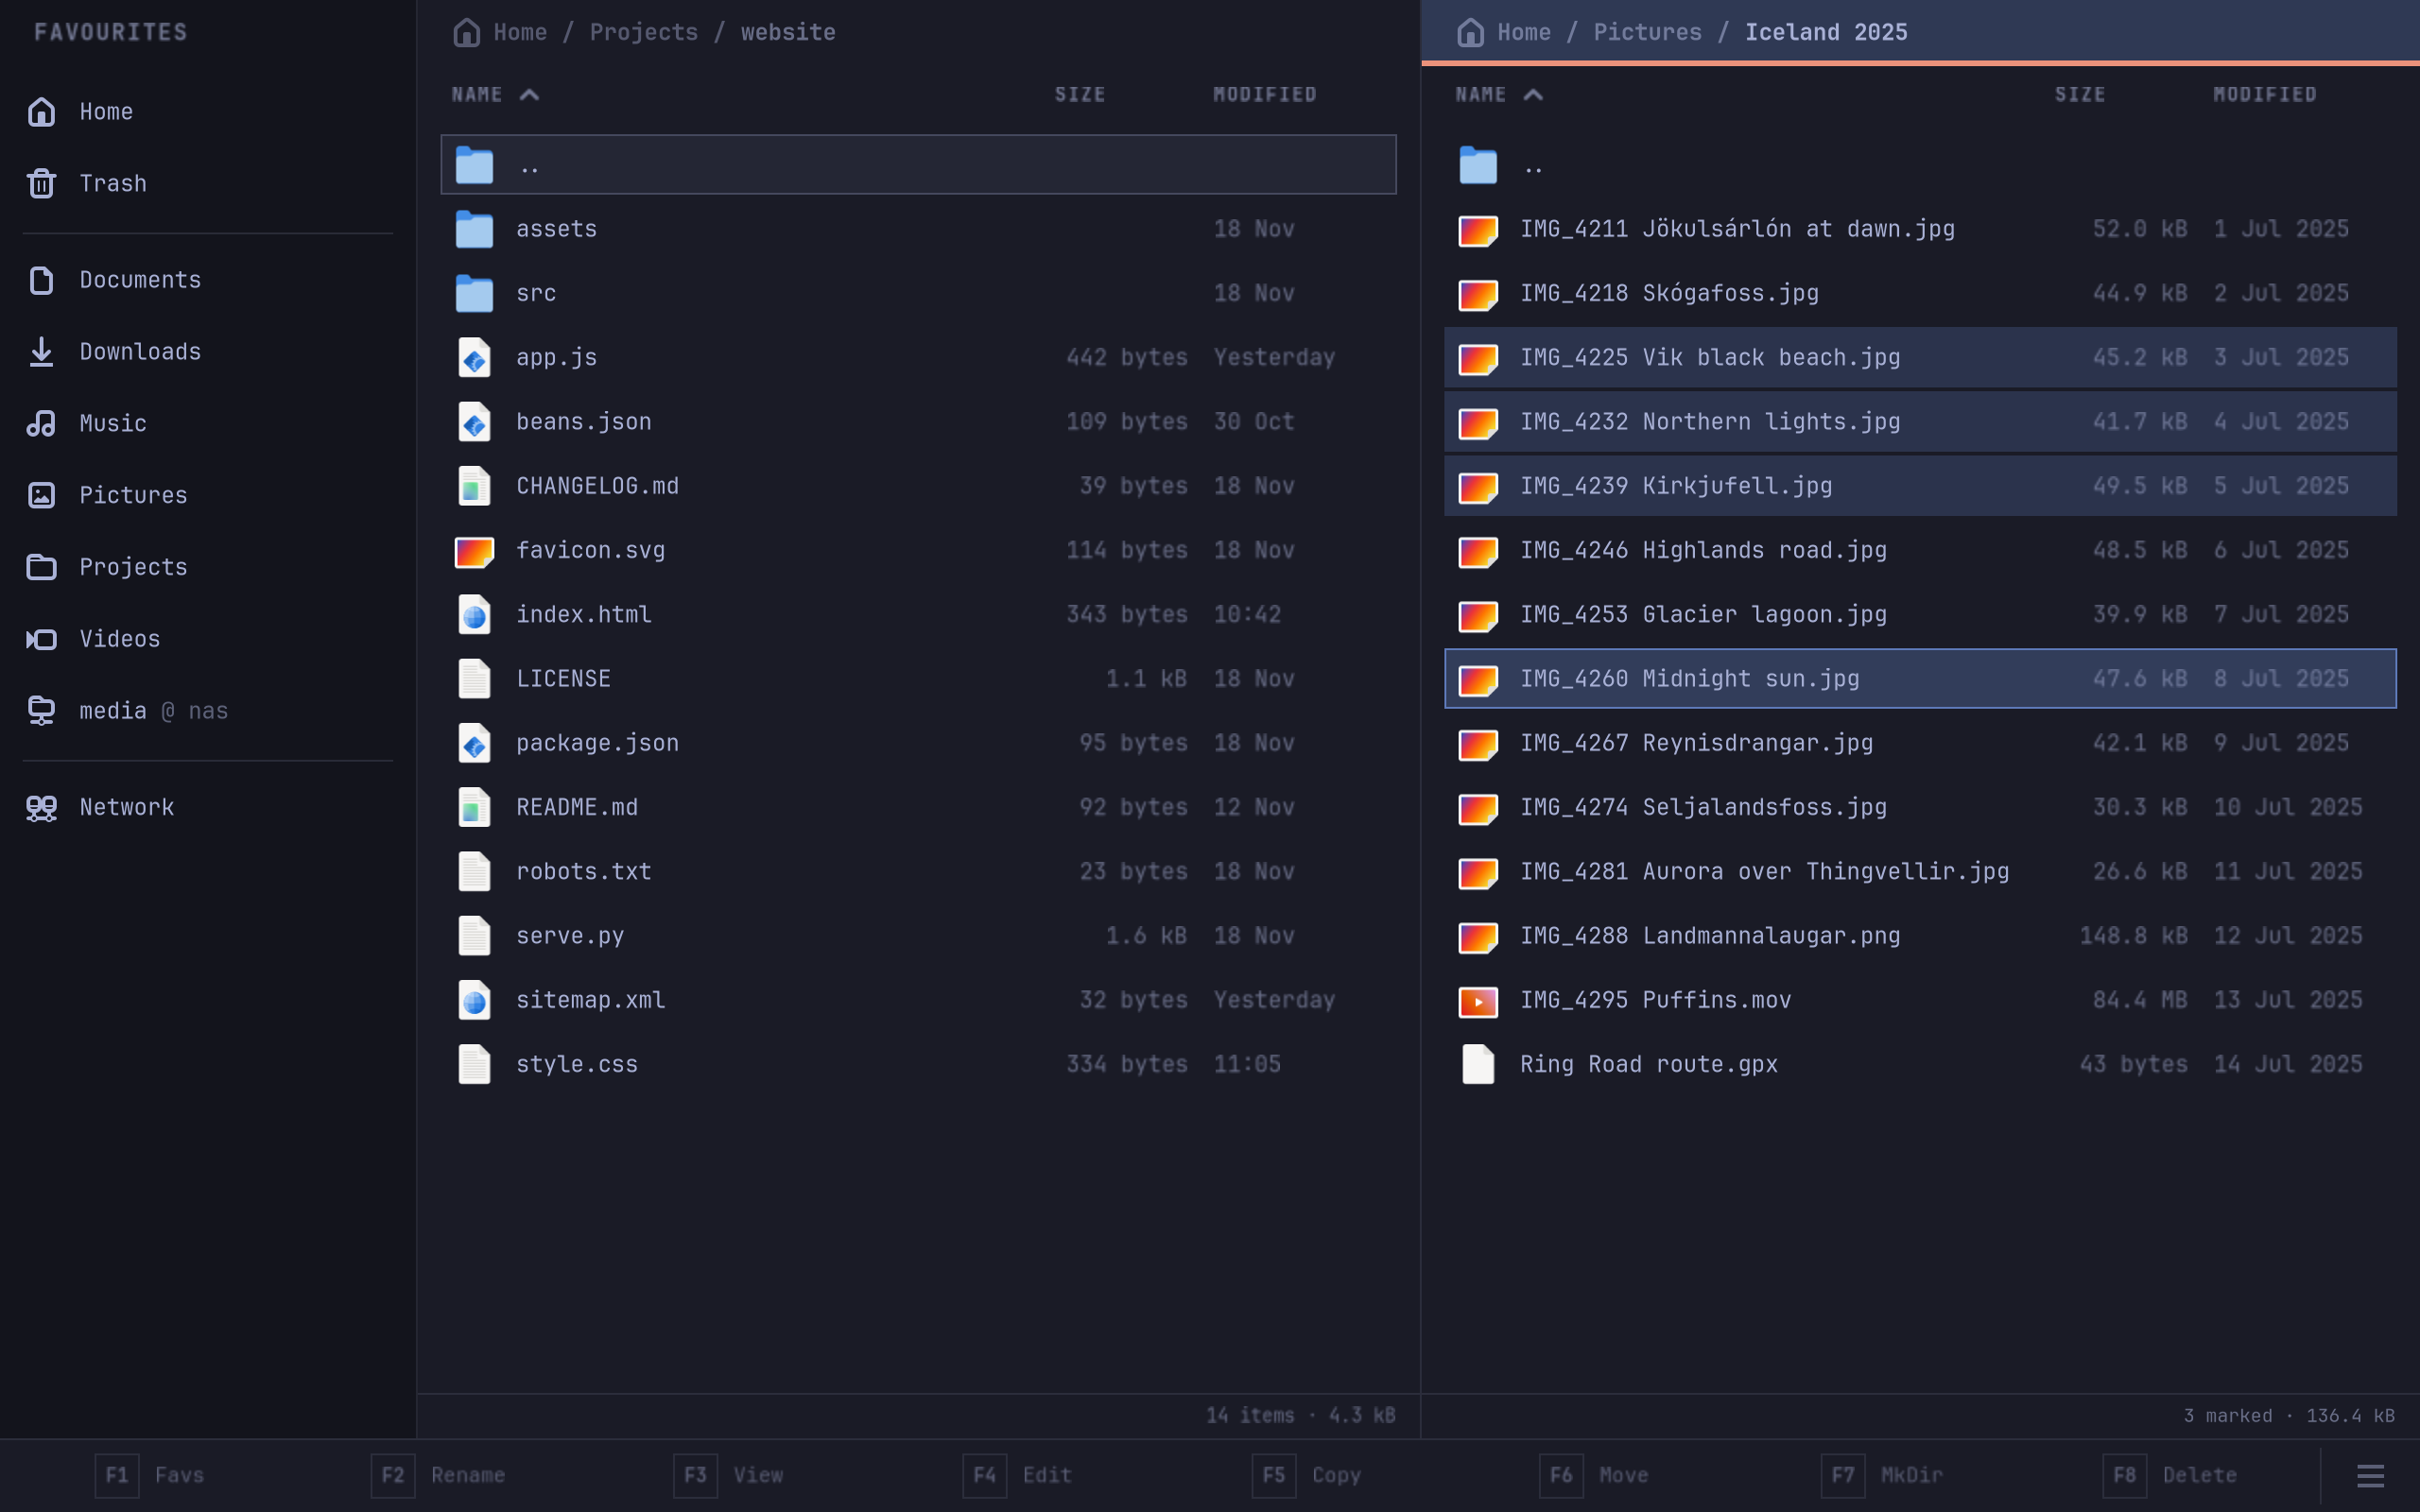 FAVOURITES
Home
Trash
Documents
Downloads
Music
Pictures
Projects
Videos
media @ nas
Network
Home / Projects / website
NAME SIZE MODIFIED
..
assets 18 Nov
src 18 Nov
app.js 442 bytes Yesterday
beans.json 109 bytes 30 Oct
CHANGELOG.md 39 bytes 18 Nov
favicon.svg 114 bytes 18 Nov
index.html 343 bytes 10:42
LICENSE 1.1 kB 18 Nov
package.json 95 bytes 18 Nov
README.md 92 bytes 12 Nov
robots.txt 23 bytes 18 Nov
serve.py 1.6 kB 18 Nov
sitemap.xml 32 bytes Yesterday
style.css 334 bytes 11:05
14 items · 4.3 kB
Home / Pictures / Iceland 2025
NAME SIZE MODIFIED
..
IMG_4211 Jökulsárlón at dawn.jpg 52.0 kB 1 Jul 2025
IMG_4218 Skógafoss.jpg 44.9 kB 2 Jul 2025
IMG_4225 Vik black beach.jpg 45.2 kB 3 Jul 2025
IMG_4232 Northern lights.jpg 41.7 kB 4 Jul 2025
IMG_4239 Kirkjufell.jpg 49.5 kB 5 Jul 2025
IMG_4246 Highlands road.jpg 48.5 kB 6 Jul 2025
IMG_4253 Glacier lagoon.jpg 39.9 kB 7 Jul 2025
IMG_4260 Midnight sun.jpg 47.6 kB 8 Jul 2025
IMG_4267 Reynisdrangar.jpg 42.1 kB 9 Jul 2025
IMG_4274 Seljalandsfoss.jpg 30.3 kB 10 Jul 2025
IMG_4281 Aurora over Thingvellir.jpg 26.6 kB 11 Jul 2025
IMG_4288 Landmannalaugar.png 148.8 kB 12 Jul 2025
IMG_4295 Puffins.mov 84.4 MB 13 Jul 2025
Ring Road route.gpx 43 bytes 14 Jul 2025
3 marked · 136.4 kB
F1 Favs F2 Rename F3 View F4 Edit F5 Copy F6 Move F7 MkDir F8 Delete